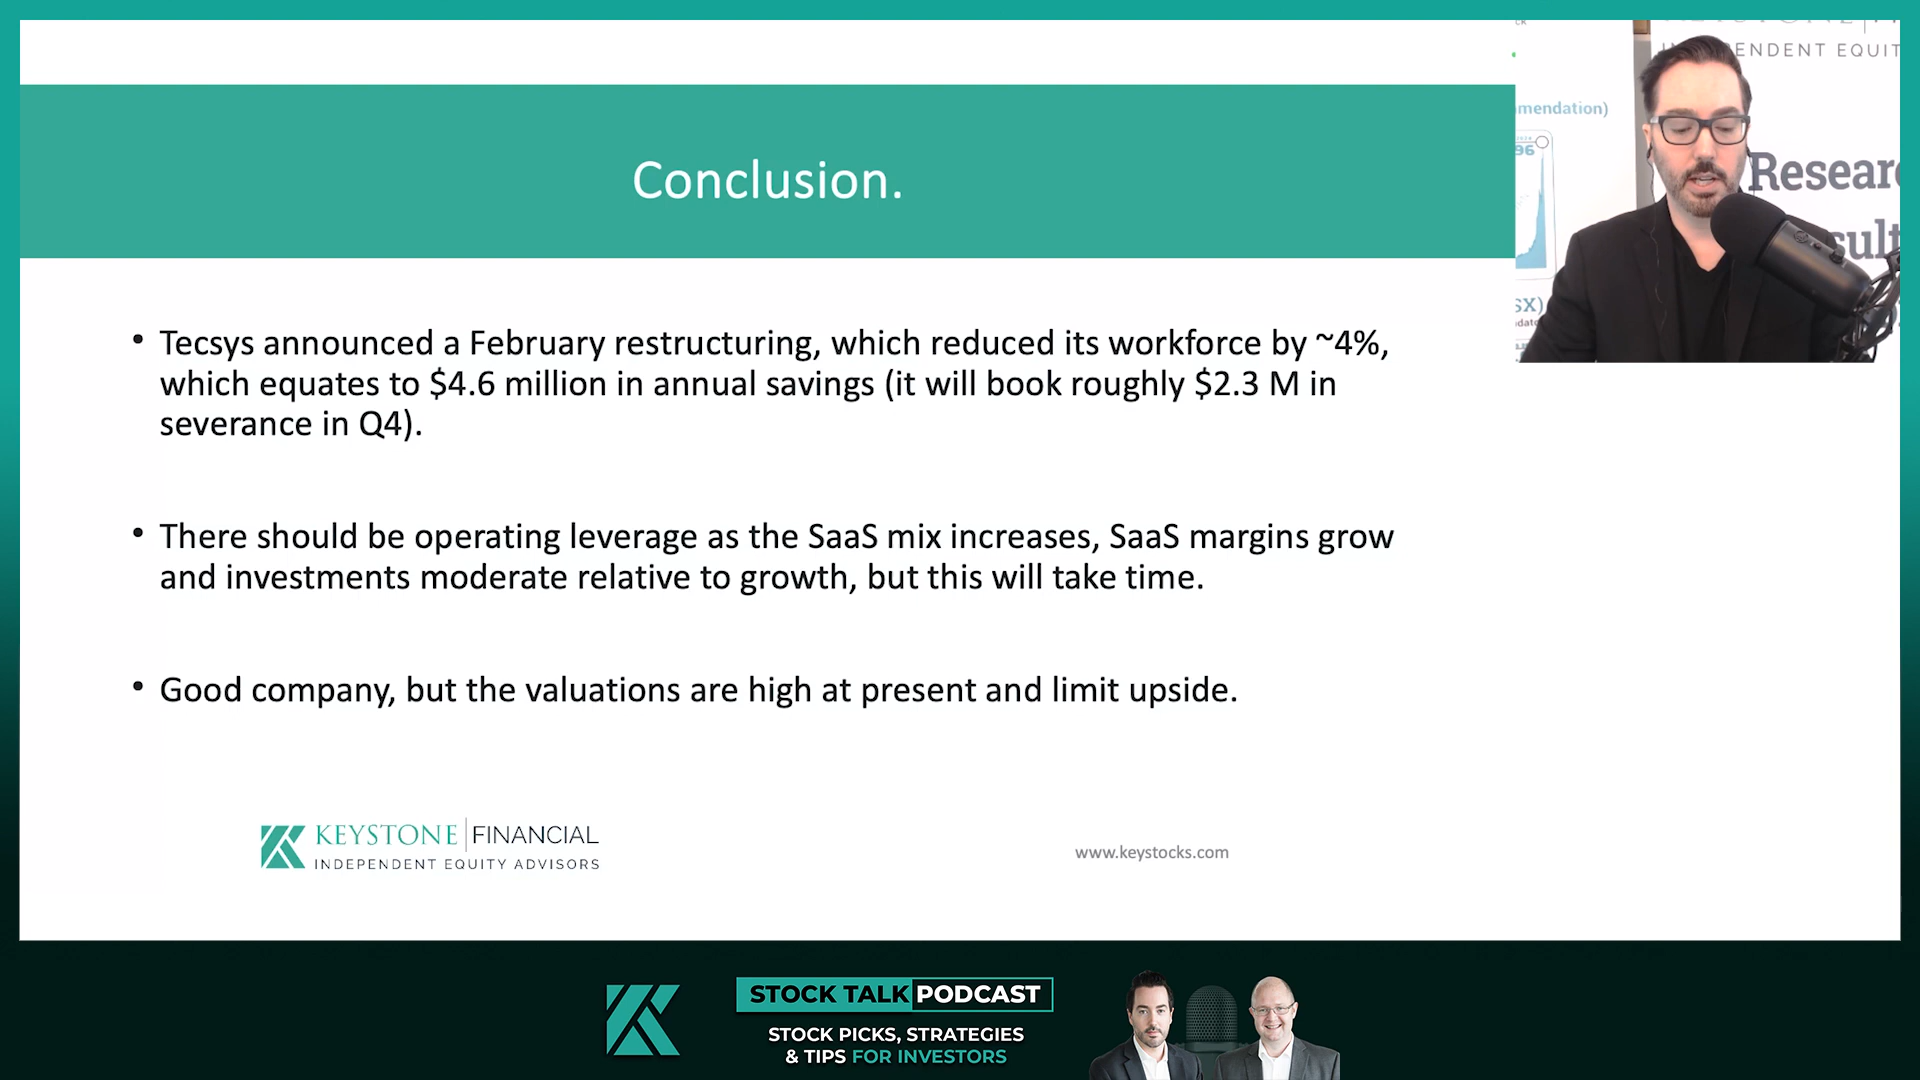 Conclusion.
• Tecsys announced a February restructuring, which reduced its workforce by ~4%,
which equates to $4.6 million in annual savings (it will book roughly $2.3 M in
severance in Q4).
• There should be operating leverage as the SaaS mix increases, SaaS margins grow
and investments moderate relative to growth, but this will take time.
• Good company, but the valuations are high at present and limit upside.
KEYSTONE FINANCIAL
INDEPENDENT EQUITY ADVISORS
www.keystocks.com
PENDENT EQUIT
mendation)
96
Researc
sult
SX)
STOCK TALK PODCAST
STOCK PICKS, STRATEGIES
& TIPS FOR INVESTORS